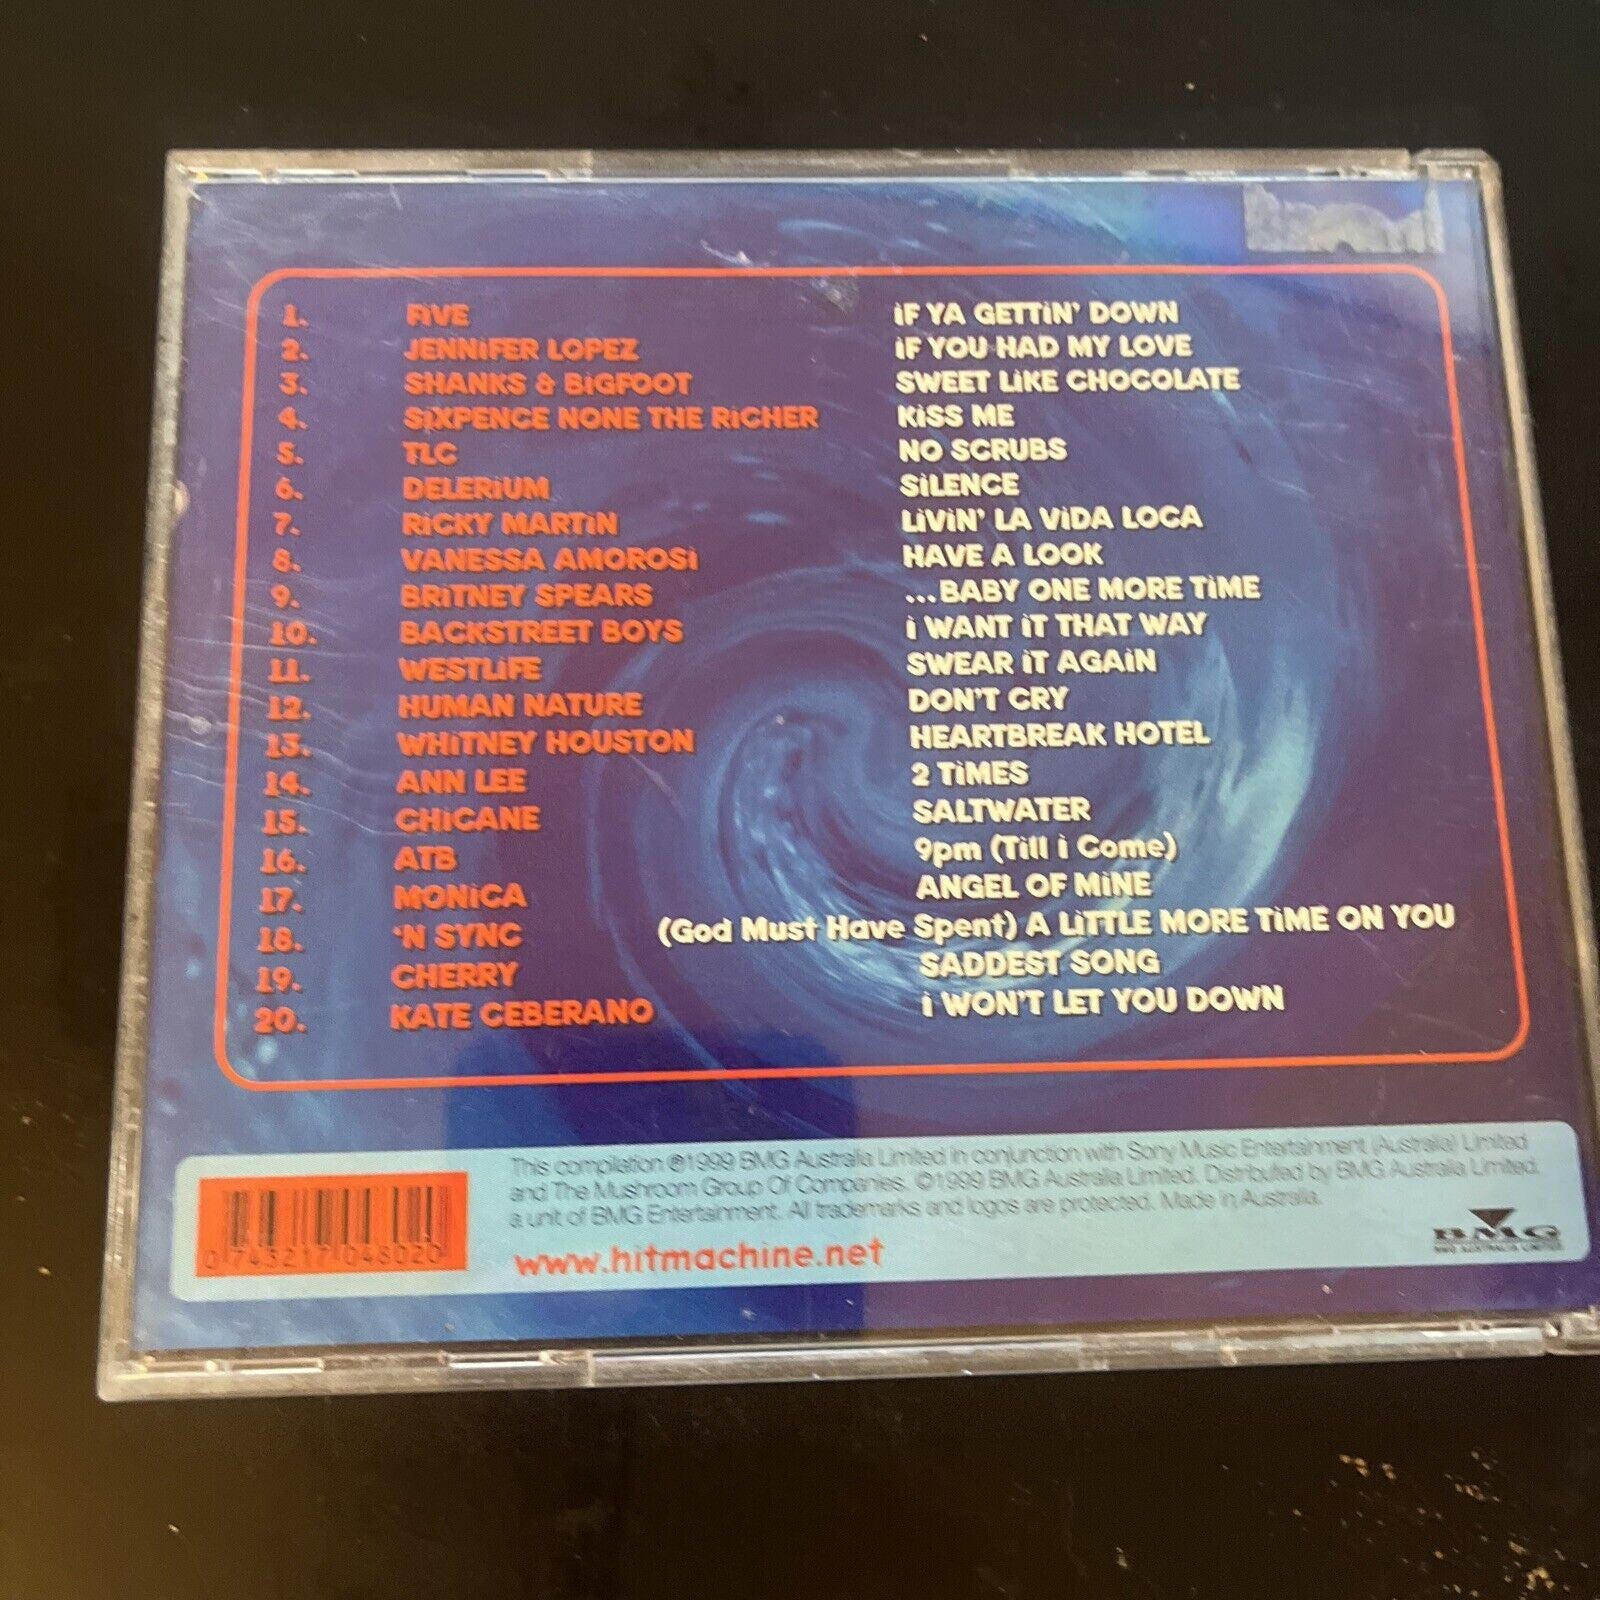 1. FiVE iF YA GETTiN' DOWN
2. JENNiFER LOPEZ iF YOU HAD MY LOVE
3. SHANKS & BiGFOOT SWEET LiKE CHOCOLATE
4. SiXPENCE NONE THE RiCHER KiSS ME
5. TLC NO SCRUBS
6. DELERiUM SiLENCE
7. RiCKY MARTiN LiViN' LA ViDA LOCA
8. VANESSA AMOROSi HAVE A LOOK
9. BRiTNEY SPEARS ...BABY ONE MORE TiME
10. BACKSTREET BOYS i WANT iT THAT WAY
11. WESTLiFE SWEAR iT AGAiN
12. HUMAN NATURE DON'T CRY
13. WHiTNEY HOUSTON HEARTBREAK HOTEL
14. ANN LEE 2 TiMES
15. CHiCANE SALTWATER
16. ATB 9pm (Till i Come)
17. MONiCA ANGEL OF MiNE
18. 'N SYNC (God Must Have Spent) A LiTTLE MORE TiME ON YOU
19. CHERRY SADDEST SONG
20. KATE CEBERANO i WON'T LET YOU DOWN
This compilation ℗1999 BMG Australia Limited in conjunction with Sony Music Entertainment (Australia) Limited
and The Mushroom Group Of Companies. ©1999 BMG Australia Limited. Distributed by BMG Australia Limited.
a unit of BMG Entertainment. All trademarks and logos are protected. Made in Australia.
0 743217 048020
www.hitmachine.net
BMG
BMG AUSTRALIA LIMITED